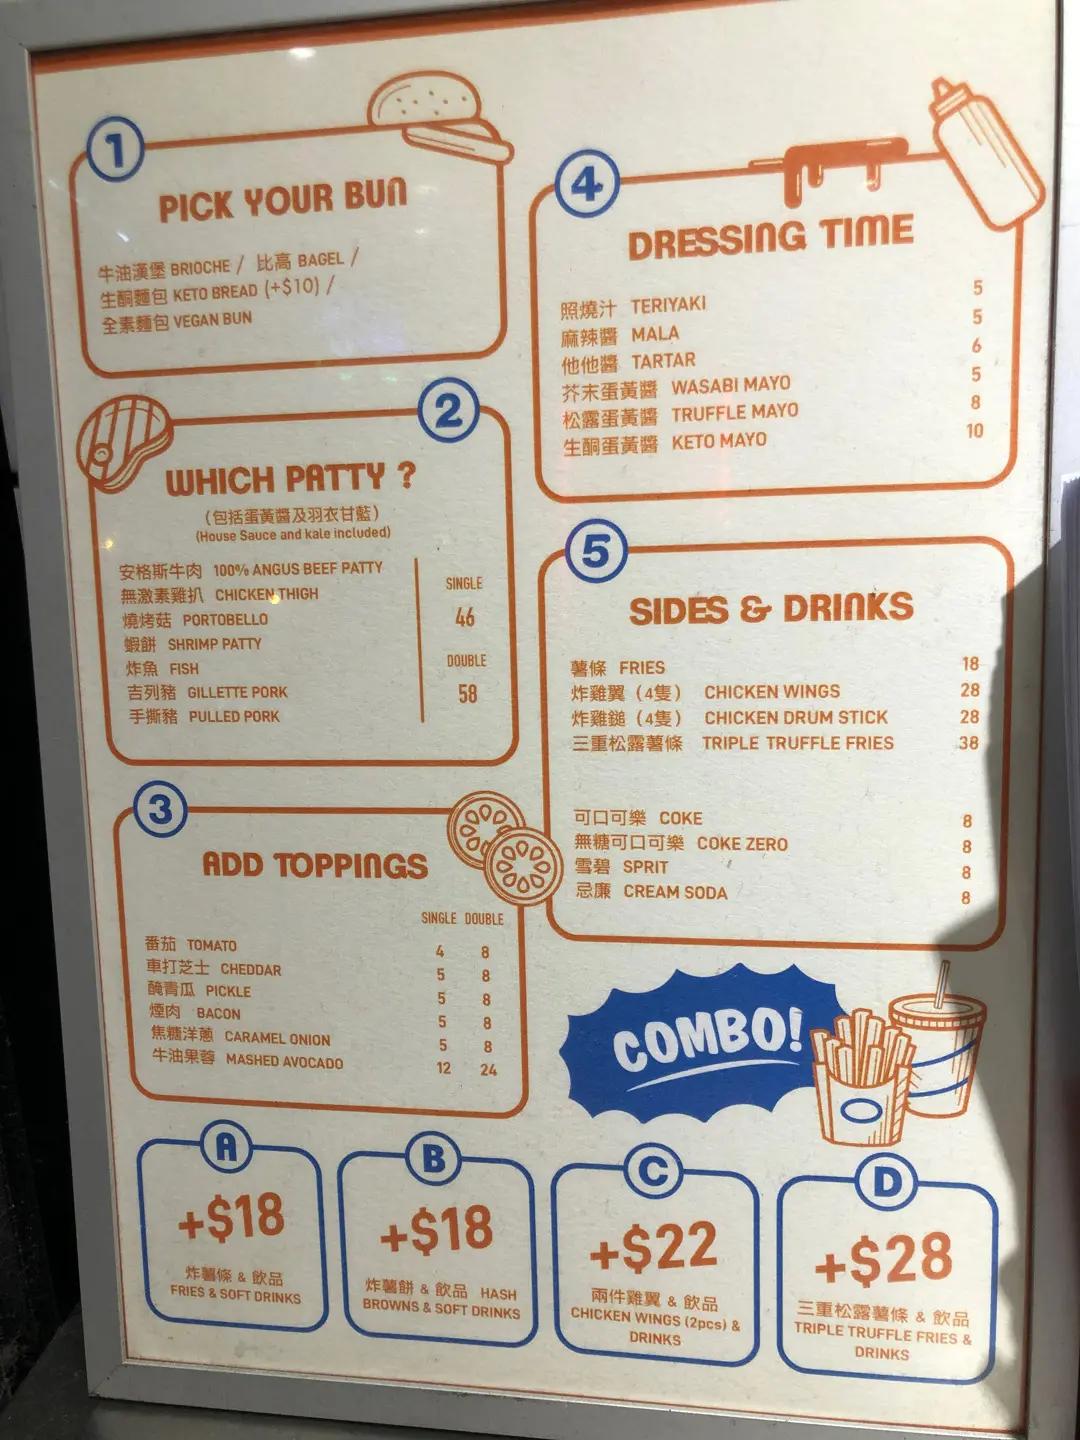 1
PICK YOUR BUN
牛油漢堡 BRIOCHE / 比高 BAGEL /
生酮麵包 KETO BREAD (+$10) /
全素麵包 VEGAN BUN
2
WHICH PATTY ?
(包括蛋黃醬及羽衣甘藍)
(House Sauce and kale included)
安格斯牛肉 100% ANGUS BEEF PATTY
無激素雞扒 CHICKEN THIGH
燒烤菇 PORTOBELLO
蝦餅 SHRIMP PATTY
炸魚 FISH
吉列豬 GILLETTE PORK
手撕豬 PULLED PORK
SINGLE
46
DOUBLE
58
3
ADD TOPPINGS
SINGLE DOUBLE
番茄 TOMATO 4 8
車打芝士 CHEDDAR 5 8
醃青瓜 PICKLE 5 8
煙肉 BACON 5 8
焦糖洋蔥 CARAMEL ONION 5 8
牛油果蓉 MASHED AVOCADO 12 24
4
DRESSING TIME
照燒汁 TERIYAKI 5
麻辣醬 MALA 5
他他醬 TARTAR 6
芥末蛋黃醬 WASABI MAYO 5
松露蛋黃醬 TRUFFLE MAYO 8
生酮蛋黃醬 KETO MAYO 10
5
SIDES & DRINKS
薯條 FRIES 18
炸雞翼 (4隻) CHICKEN WINGS 28
炸雞鎚 (4隻) CHICKEN DRUM STICK 28
三重松露薯條 TRIPLE TRUFFLE FRIES 38
可口可樂 COKE 8
無糖可口可樂 COKE ZERO 8
雪碧 SPRIT 8
忌廉 CREAM SODA 8
COMBO!
A
+$18
炸薯條 & 飲品
FRIES & SOFT DRINKS
B
+$18
炸薯餅 & 飲品 HASH
BROWNS & SOFT DRINKS
C
+$22
兩件雞翼 & 飲品
CHICKEN WINGS (2pcs) &
DRINKS
D
+$28
三重松露薯條 & 飲品
TRIPLE TRUFFLE FRIES &
DRINKS